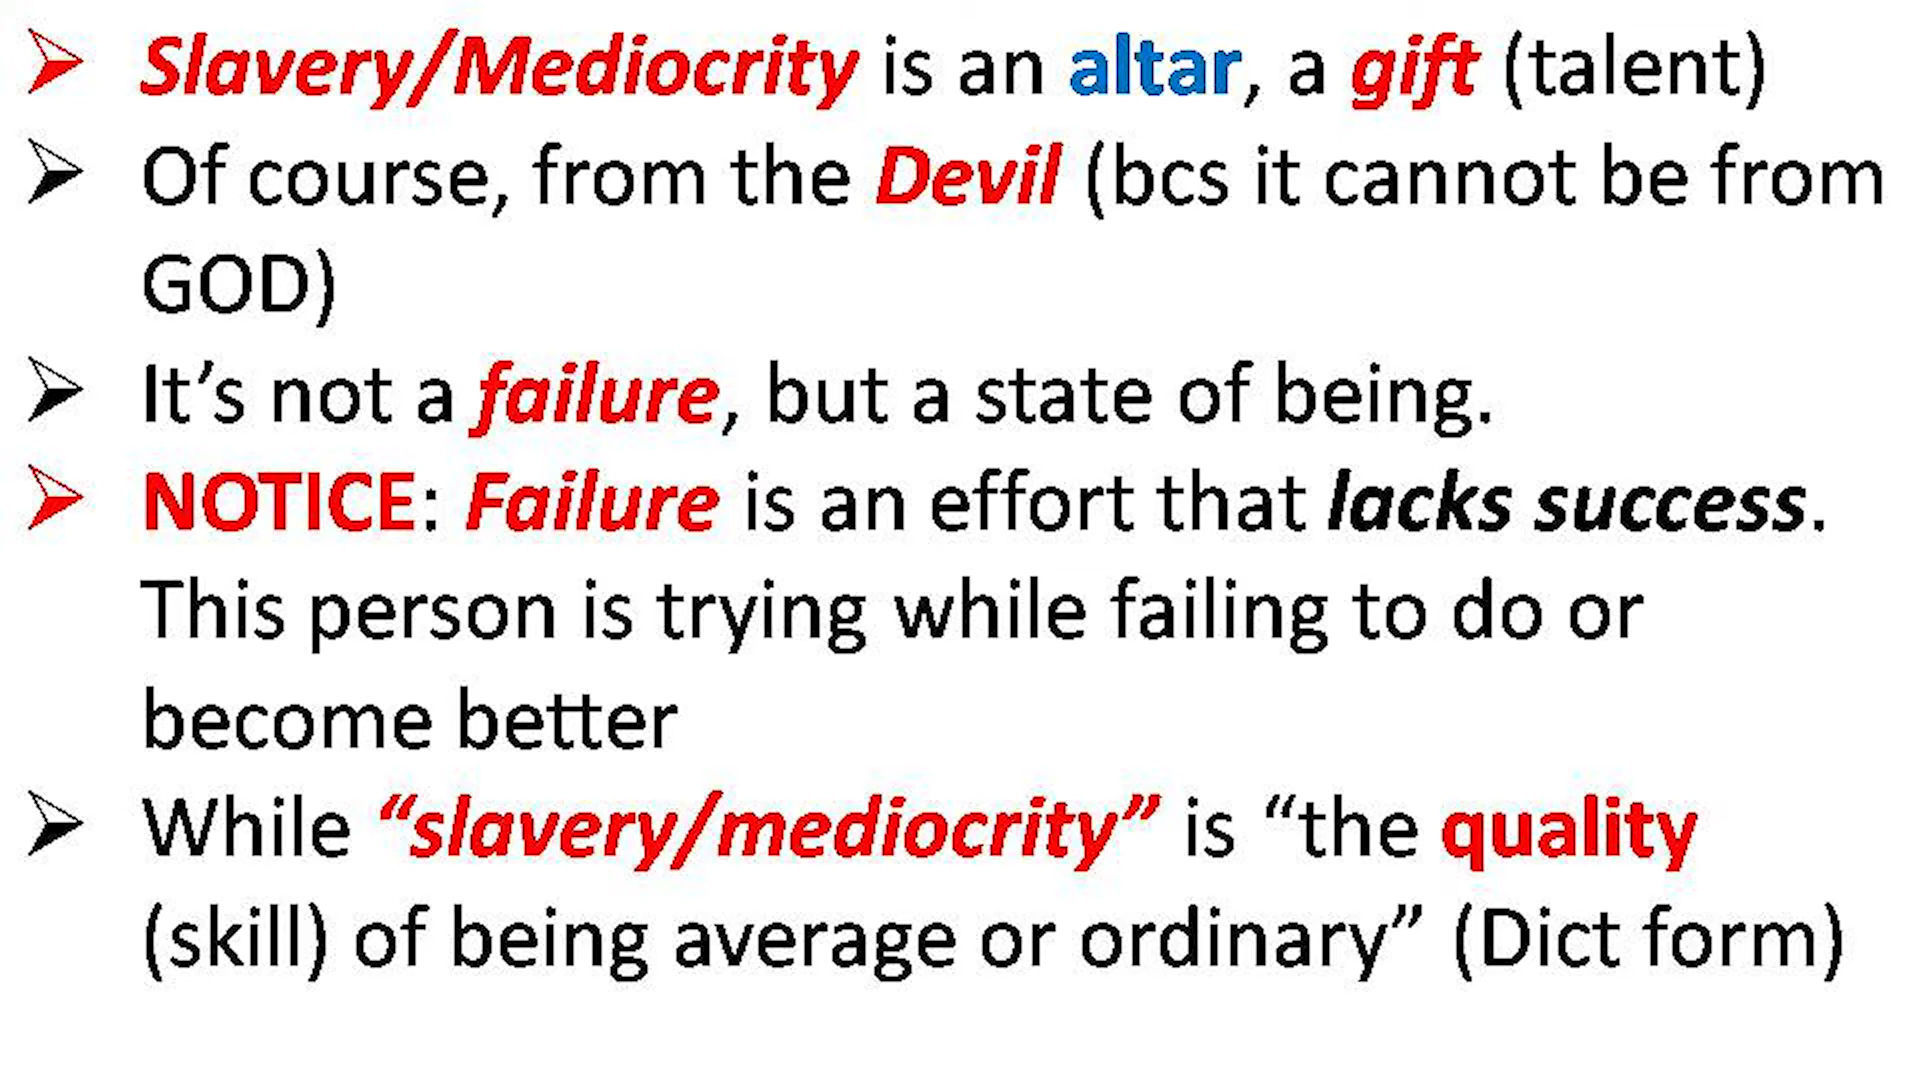 ➢ Slavery/Mediocrity is an altar, a gift (talent)
➢ Of course, from the Devil (bcs it cannot be from
GOD)
➢ It’s not a failure, but a state of being.
➢ NOTICE: Failure is an effort that lacks success.
This person is trying while failing to do or
become better
➢ While “slavery/mediocrity” is “the quality
(skill) of being average or ordinary” (Dict form)